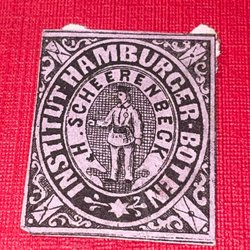 INSTITUT HAMBURGER BOTEN
H. SCHEERENBECK